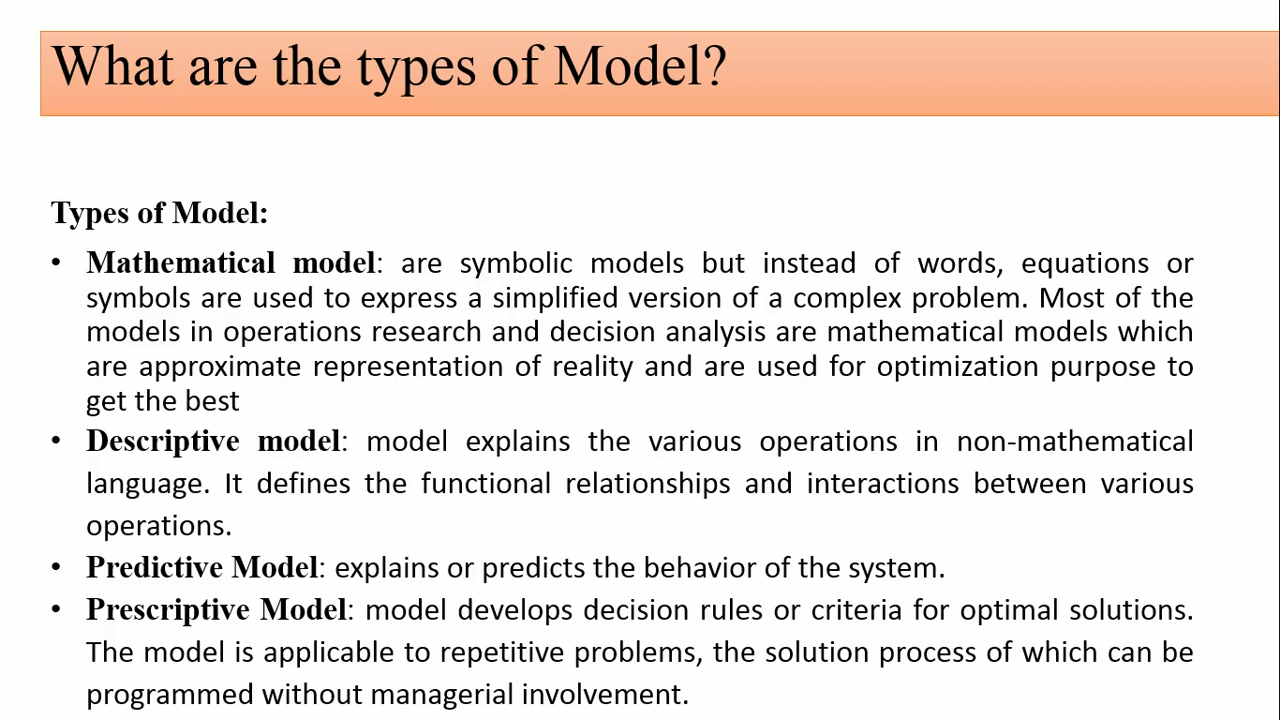 What are the types of Model?
Types of Model:
• Mathematical model: are symbolic models but instead of words, equations or
symbols are used to express a simplified version of a complex problem. Most of the
models in operations research and decision analysis are mathematical models which
are approximate representation of reality and are used for optimization purpose to
get the best
• Descriptive model: model explains the various operations in non-mathematical
language. It defines the functional relationships and interactions between various
operations.
• Predictive Model: explains or predicts the behavior of the system.
• Prescriptive Model: model develops decision rules or criteria for optimal solutions.
The model is applicable to repetitive problems, the solution process of which can be
programmed without managerial involvement.